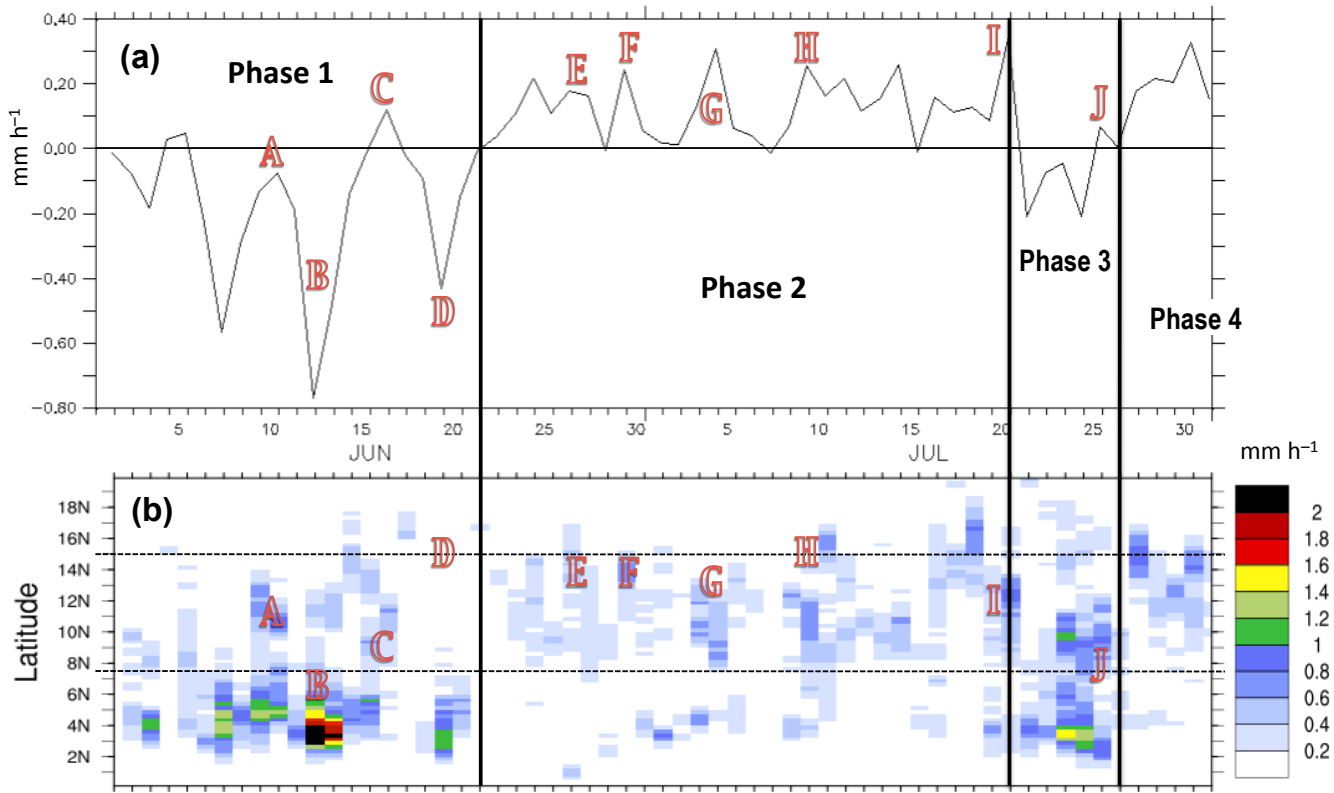 (a)
Phase 1
Phase 2
Phase 3
Phase 4
A
B
C
D
E
F
G
H
I
J
mm h⁻¹
0.40
0.20
0.00
−0.20
−0.40
−0.60
−0.80
5 10 15 20 25 30 5 10 15 20 25 30
JUN JUL
(b)
Latitude
18N
16N
14N
12N
10N
8N
6N
4N
2N
A
B
C
D
E
F
G
H
I
J
mm h⁻¹
2
1.8
1.6
1.4
1.2
1
0.8
0.6
0.4
0.2